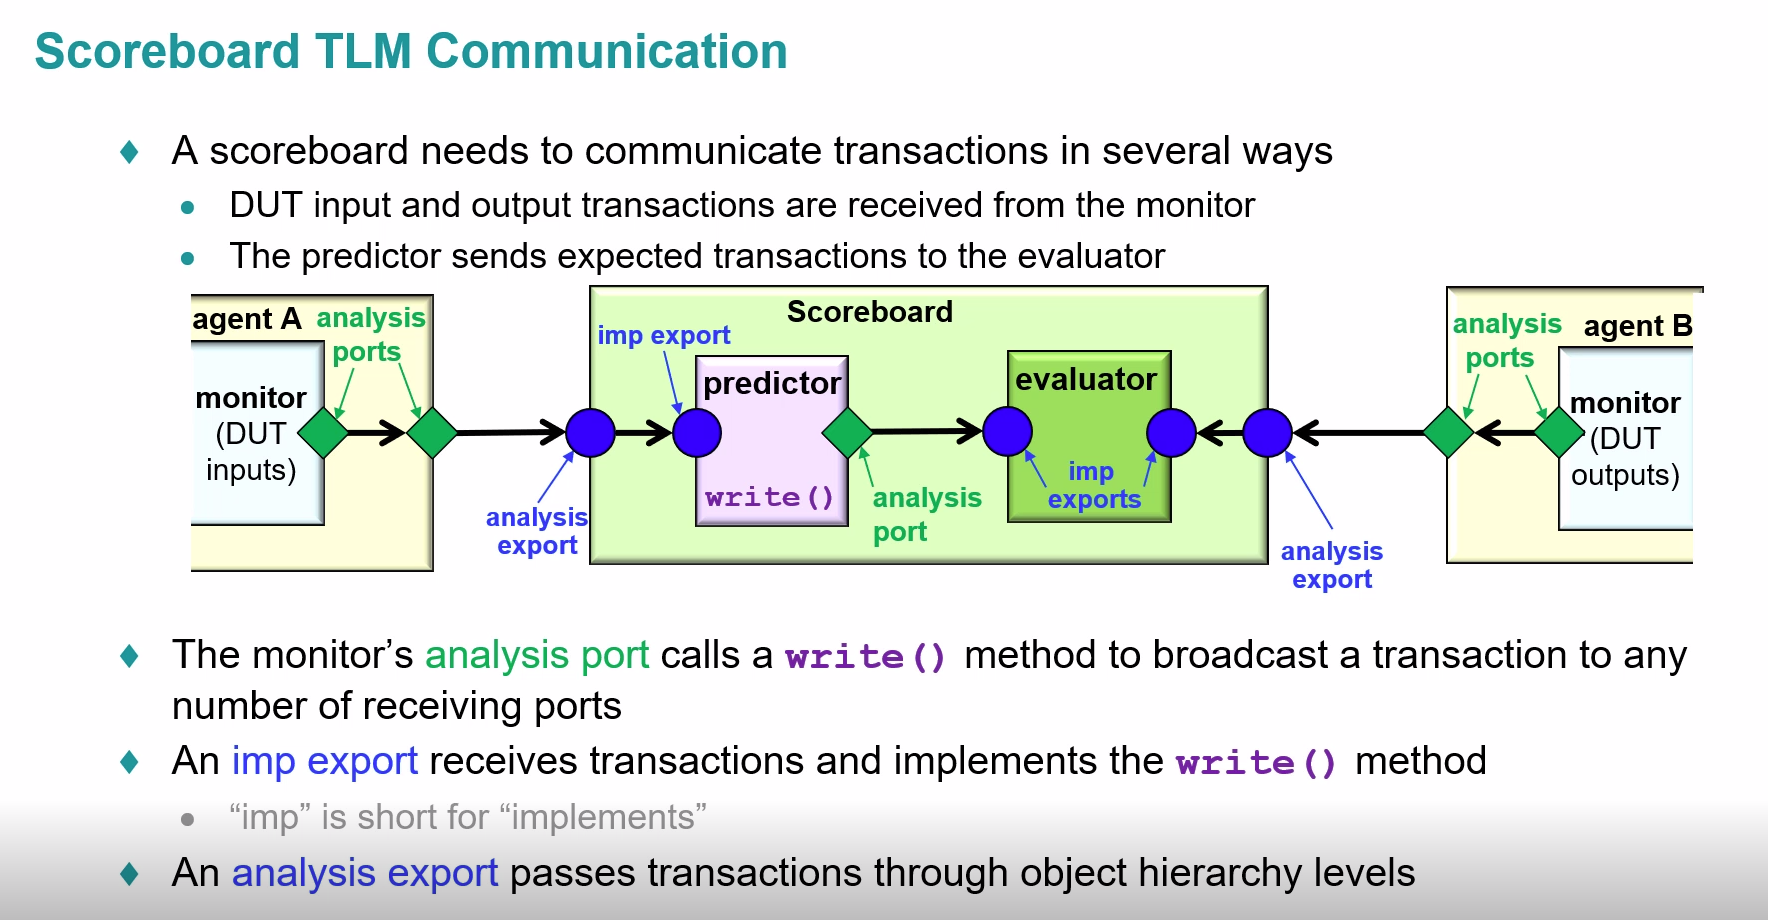 Scoreboard TLM Communication
A scoreboard needs to communicate transactions in several ways
DUT input and output transactions are received from the monitor
The predictor sends expected transactions to the evaluator
agent A
analysis
ports
monitor
(DUT
inputs)
Scoreboard
imp export
analysis
export
predictor
write()
analysis
port
evaluator
imp
exports
analysis
export
analysis
ports
agent B
monitor
(DUT
outputs)
The monitor’s analysis port calls a write() method to broadcast a transaction to any
number of receiving ports
An imp export receives transactions and implements the write() method
“imp” is short for “implements”
An analysis export passes transactions through object hierarchy levels